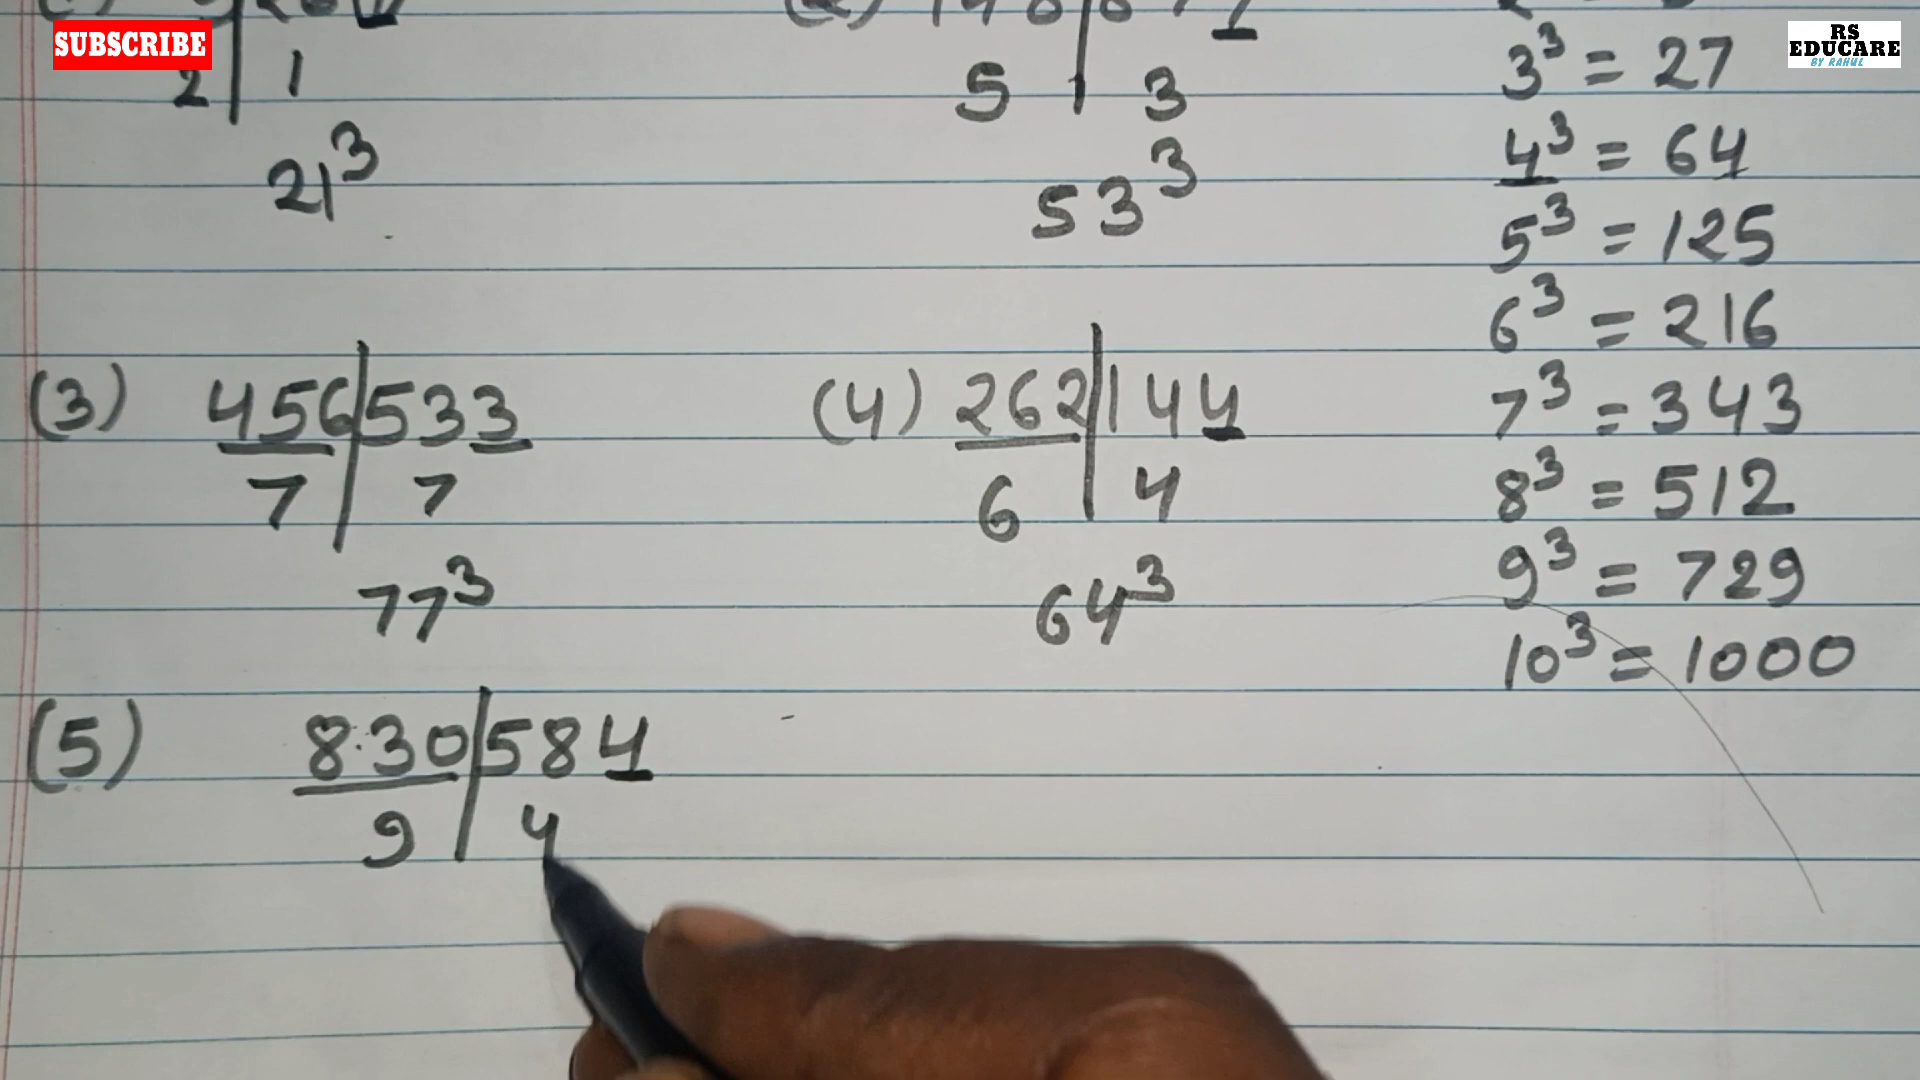 SUBSCRIBE
RS
EDUCARE
BY RAHUL
2 | 1
21³
5 | 3
53³
3³ = 27
4³ = 64
5³ = 125
6³ = 216
7³ = 343
8³ = 512
9³ = 729
10³ = 1000
(3) 456|533
7 | 7
77³
(4) 262|144
6 | 4
64³
(5) 830|584
9 | 4